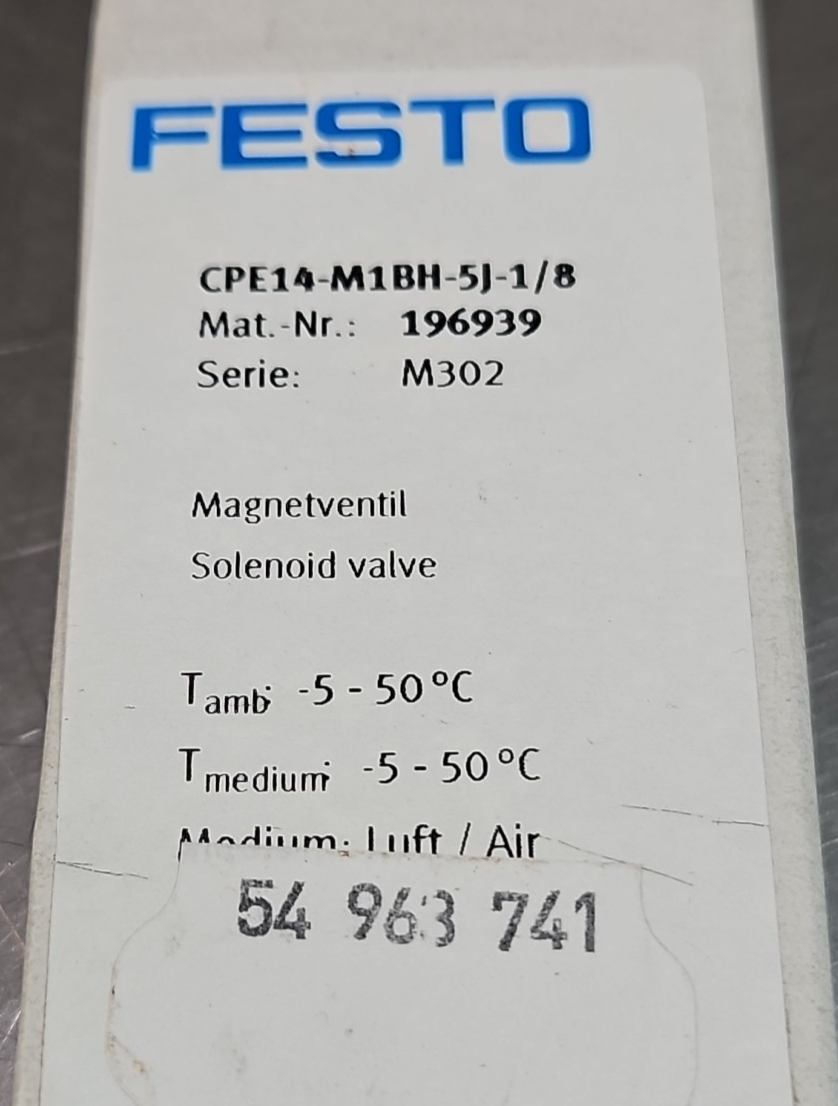 FESTO
CPE14-M1BH-5J-1/8
Mat.-Nr.: 196939
Serie: M302
Magnetventil
Solenoid valve
Tamb: -5 - 50°C
Tmedium: -5 - 50°C
Medium: Luft / Air
54 963 741